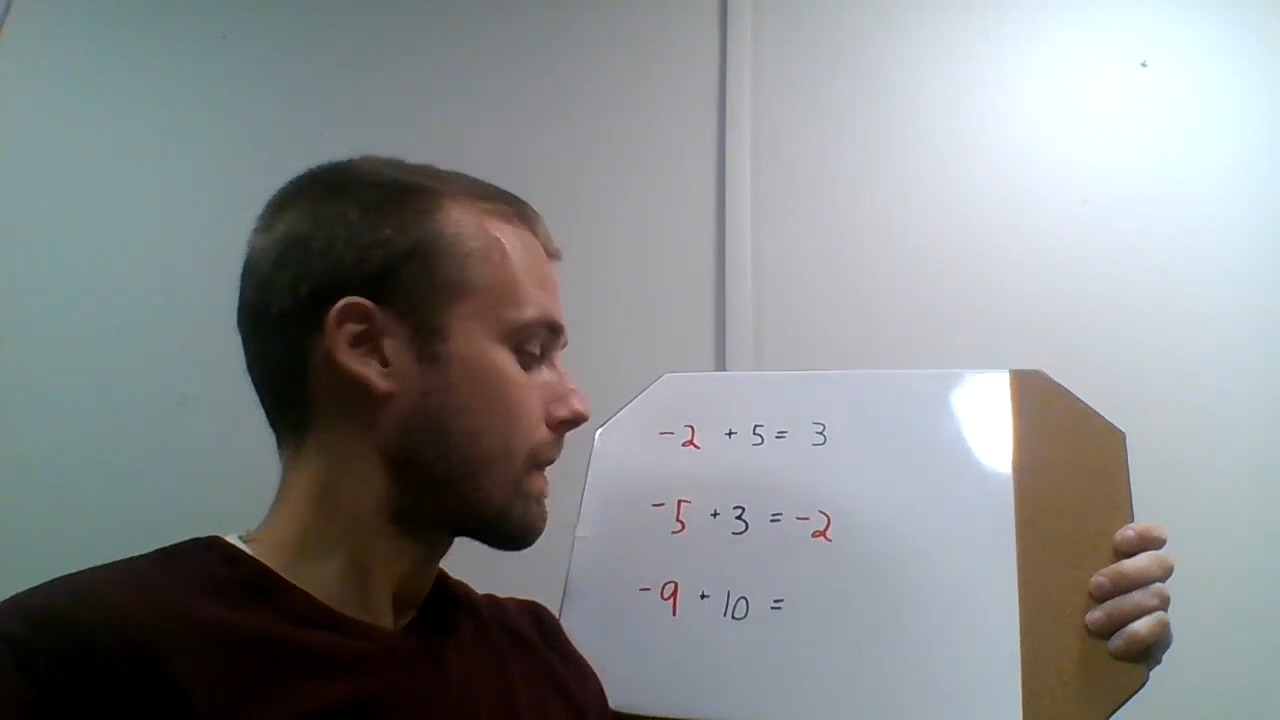 -2 + 5 = 3
-5 + 3 = -2
-9 + 10 =